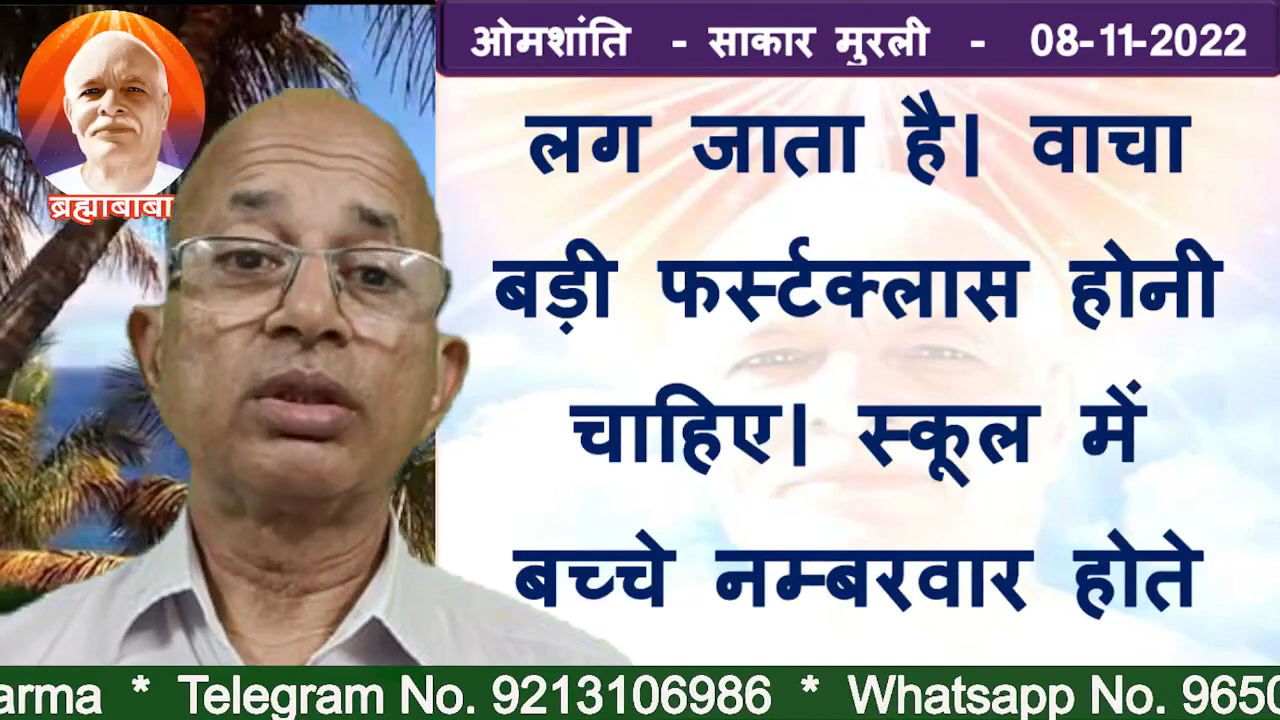 ओमशांति - साकार मुरली - 08-11-2022
ब्रह्माबाबा
लग जाता है। वाचा
बड़ी फर्स्टक्लास होनी
चाहिए। स्कूल में
बच्चे नम्बरवार होते
arma * Telegram No. 9213106986 * Whatsapp No. 9650